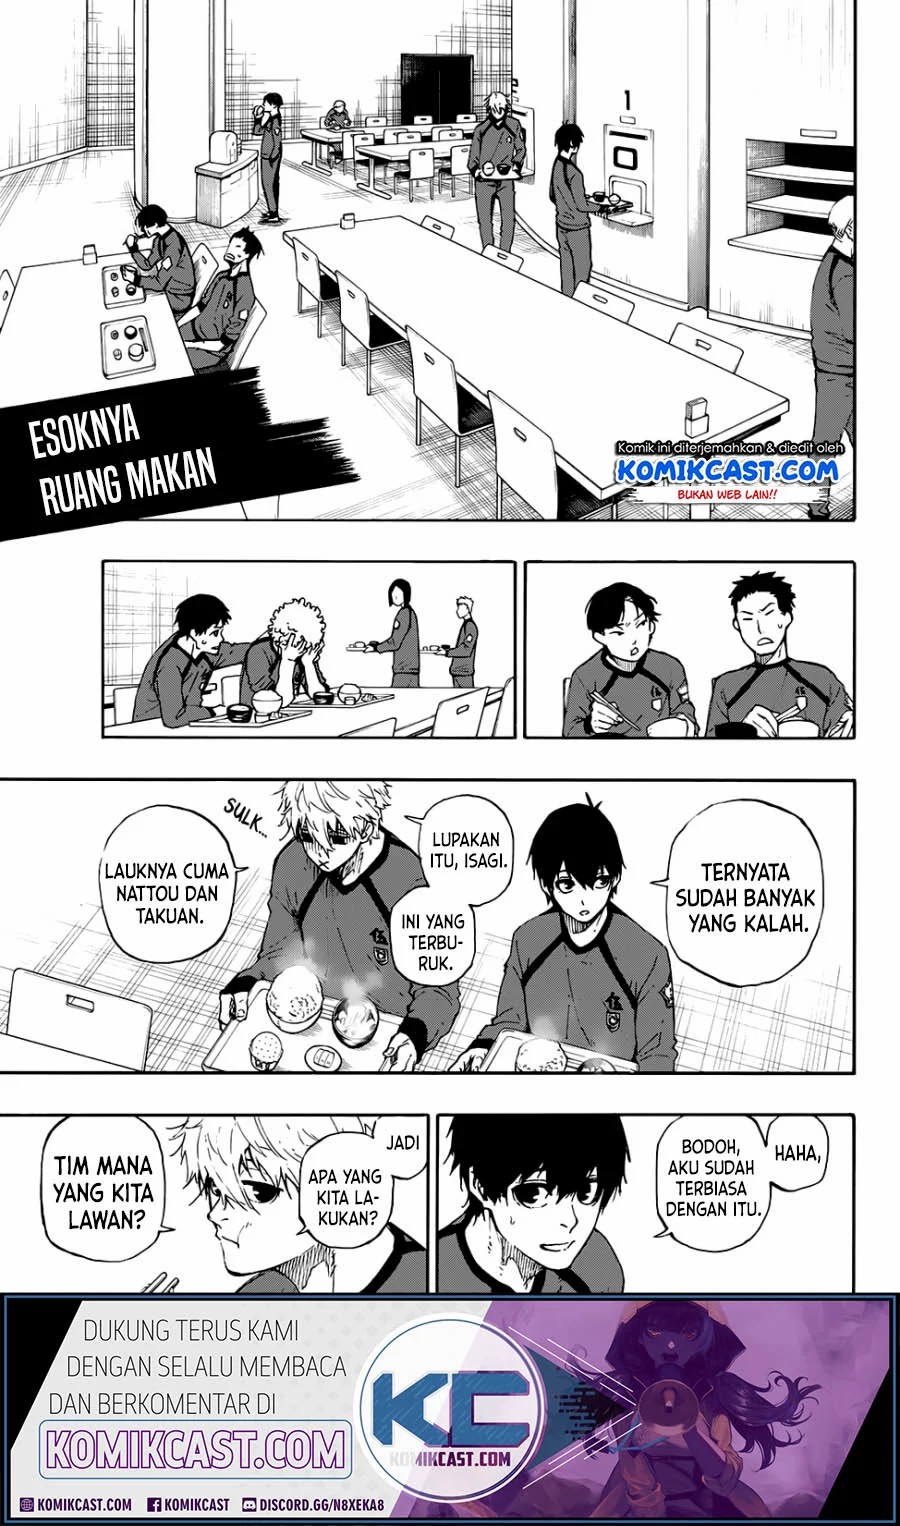 1
ESOKNYA
RUANG MAKAN
Komik ini diterjemahkan & diedit oleh
KOMIKCAST.COM
BUKAN WEB LAIN!!
TERNYATA
SUDAH BANYAK
YANG KALAH.
LUPAKAN
ITU, ISAGI.
INI YANG
TERBU-
RUK.
SULK...
LAUKNYA CUMA
NATTOU DAN
TAKUAN.
HAHA,
BODOH,
AKU SUDAH
TERBIASA
DENGAN ITU.
JADI
APA YANG
KITA LA-
KUKAN?
TIM MANA
YANG KITA
LAWAN?
DUKUNG TERUS KAMI
DENGAN SELALU MEMBACA
DAN BERKOMENTAR DI
KOMIKCAST.COM
KC
KOMIKCAST.COM
KOMIKCAST.COM
KOMIKCAST
DISCORD.GG/N8XEKA8